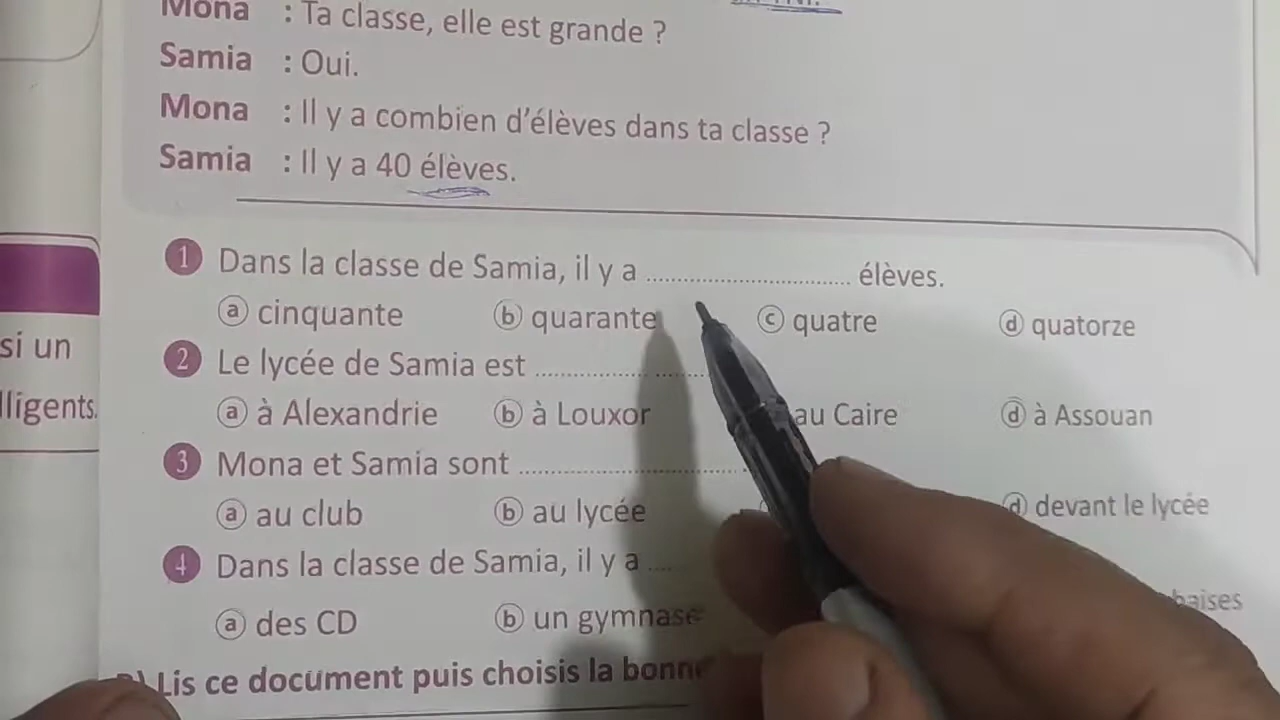 Mona : Ta classe, elle est grande ?
Samia : Oui.
Mona : Il y a combien d'élèves dans ta classe ?
Samia : Il y a 40 élèves.
1 Dans la classe de Samia, il y a .................................. élèves.
a cinquante b quarante c quatre d quatorze
2 Le lycée de Samia est ............................
a à Alexandrie b à Louxor au Caire d à Assouan
3 Mona et Samia sont ....................................
a au club b au lycée d devant le lycée
4 Dans la classe de Samia, il y a ....
a des CD b un gymnase
Lis ce document puis choisis la
si un